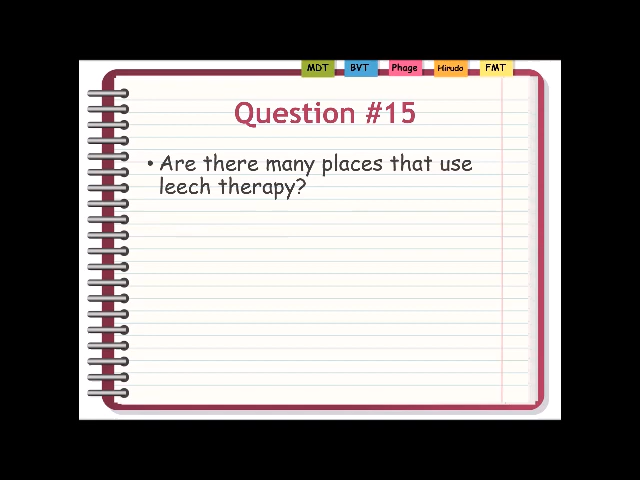 MDT BVT Phage Hirudo FMT
Question #15
• Are there many places that use
leech therapy?